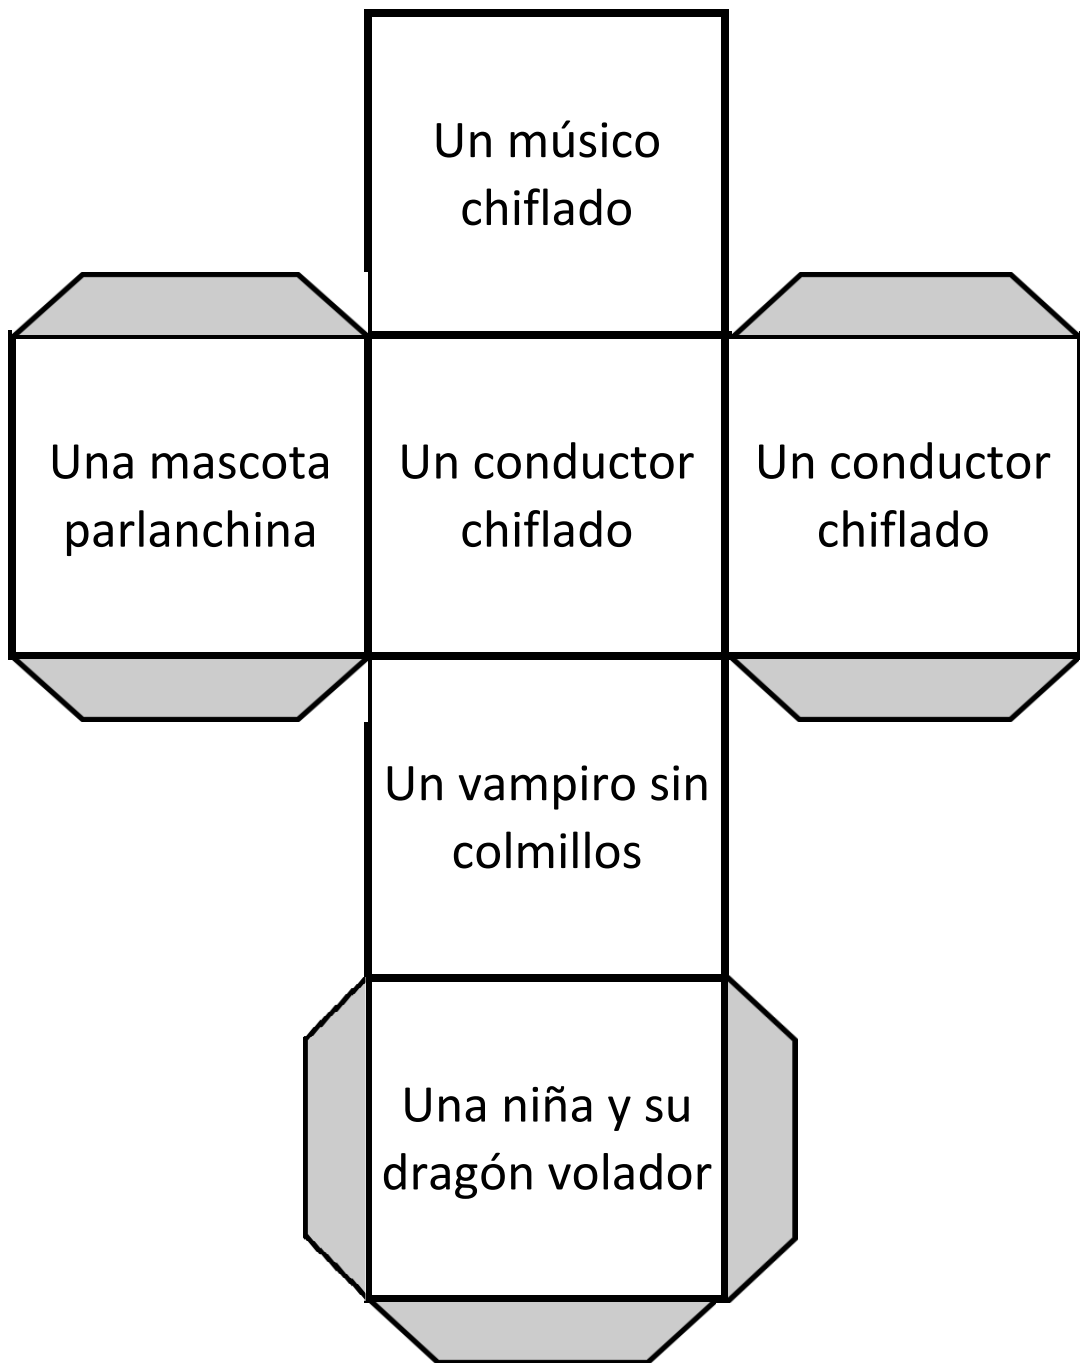 Un músico
chiflado
Una mascota
parlanchina
Un conductor
chiflado
Un conductor
chiflado
Un vampiro sin
colmillos
Una niña y su
dragón volador